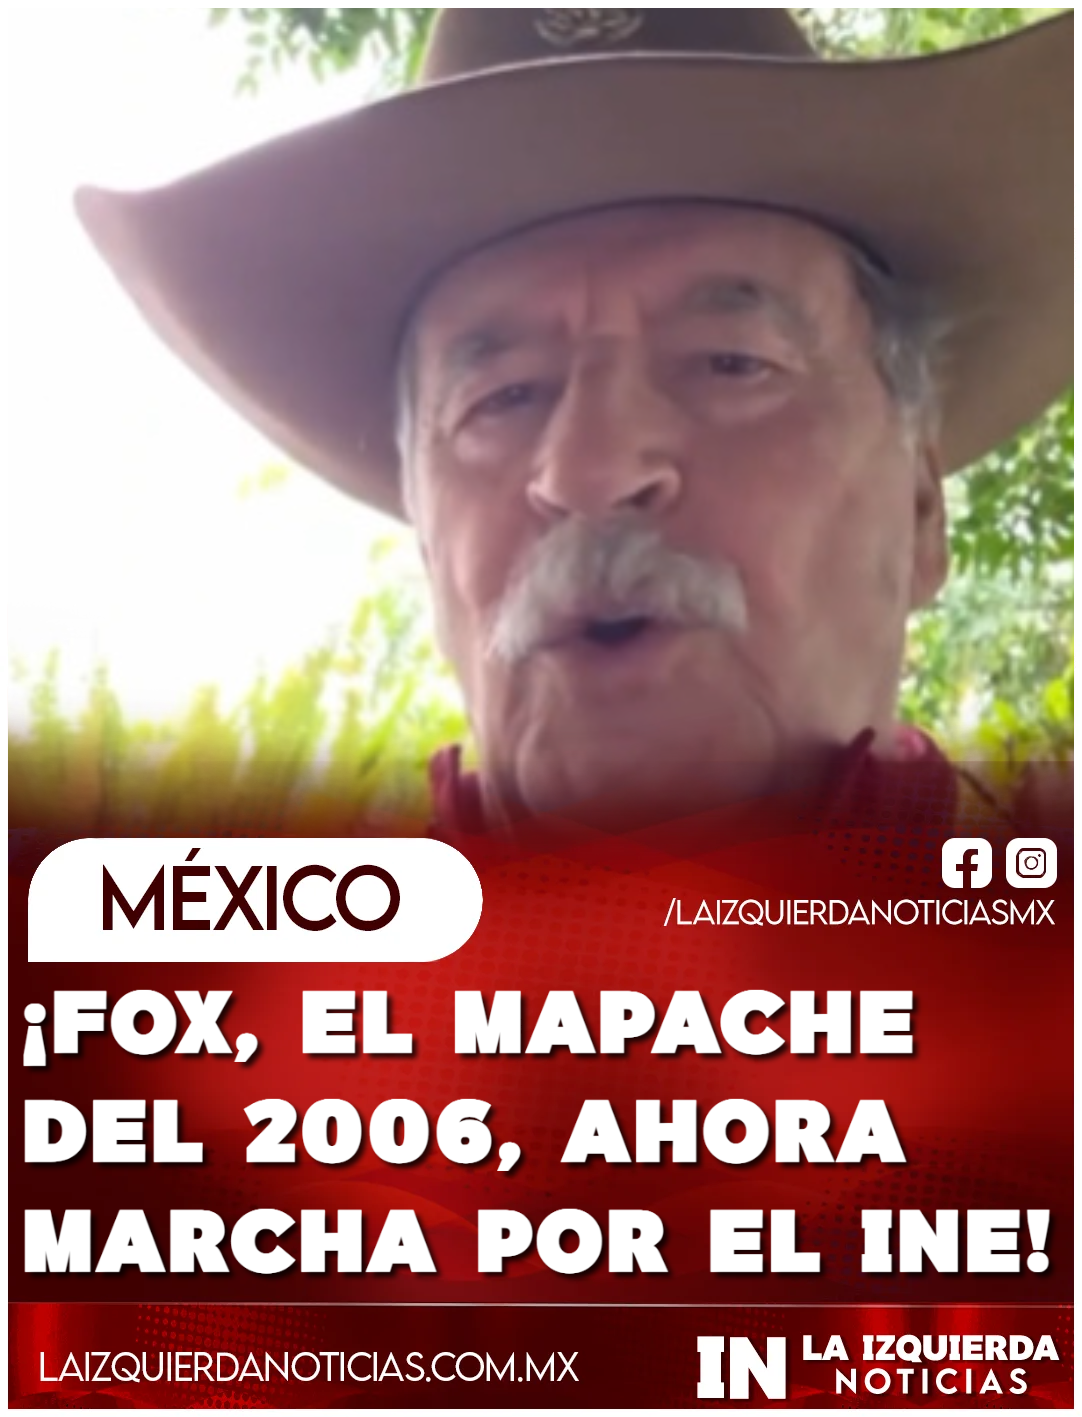 MÉXICO
/LAIZQUIERDANOTICIASMX
¡FOX, EL MAPACHE
DEL 2006, AHORA
MARCHA POR EL INE!
LAIZQUIERDANOTICIAS.COM.MX
IN LA IZQUIERDA
NOTICIAS